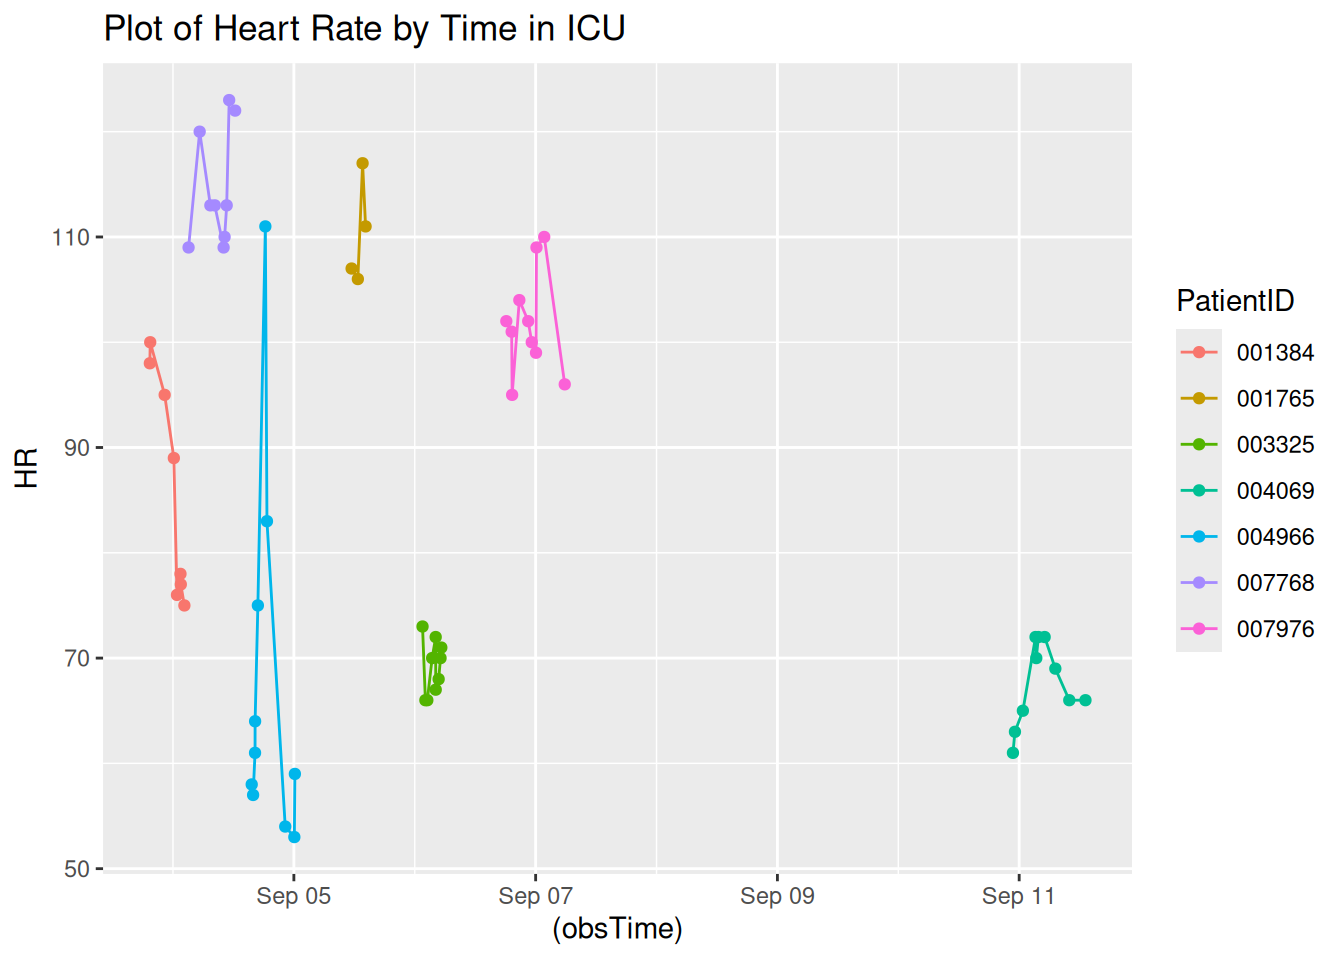 Plot of Heart Rate by Time in ICU
HR
110
90
70
50
Sep 05
Sep 07
Sep 09
Sep 11
(obsTime)
PatientID
001384
001765
003325
004069
004966
007768
007976